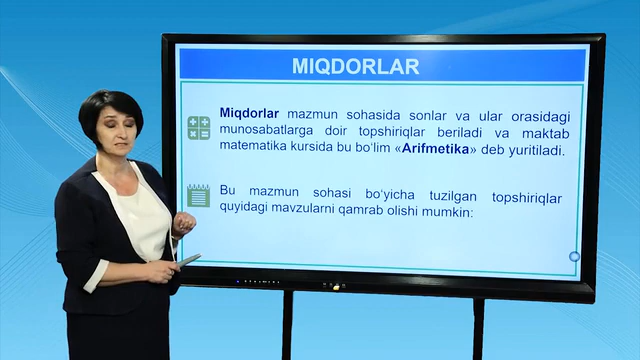 MIQDORLAR
Miqdorlar mazmun sohasida sonlar va ular orasidagi
munosabatlarga doir topshiriqlar beriladi va maktab
matematika kursida bu bo‘lim «Arifmetika» deb yuritiladi.
Bu mazmun sohasi bo‘yicha tuzilgan topshiriqlar
quyidagi mavzularni qamrab olishi mumkin: